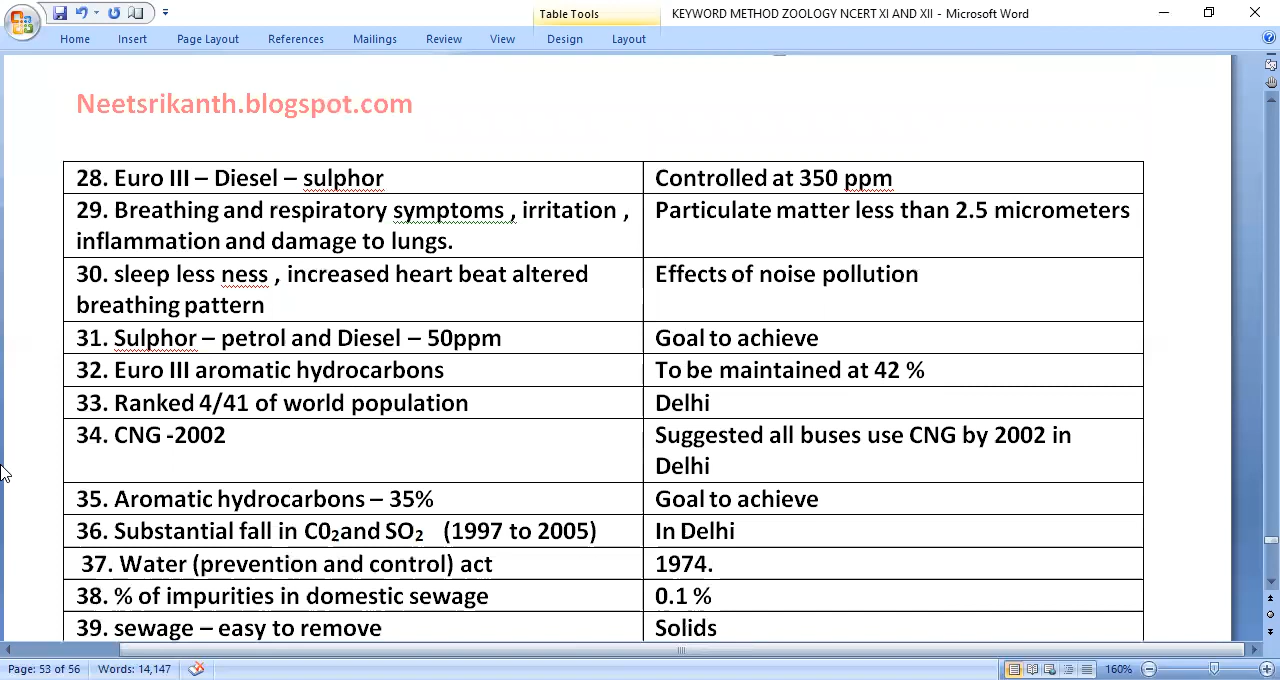 Table Tools
KEYWORD METHOD ZOOLOGY NCERT XI AND XII - Microsoft Word
Home Insert Page Layout References Mailings Review View Design Layout
Neetsrikanth.blogspot.com
28. Euro III – Diesel – sulphor
Controlled at 350 ppm
29. Breathing and respiratory symptoms , irritation ,
inflammation and damage to lungs.
Particulate matter less than 2.5 micrometers
30. sleep less ness , increased heart beat altered
breathing pattern
Effects of noise pollution
31. Sulphor – petrol and Diesel – 50ppm
Goal to achieve
32. Euro III aromatic hydrocarbons
To be maintained at 42 %
33. Ranked 4/41 of world population
Delhi
34. CNG -2002
Suggested all buses use CNG by 2002 in
Delhi
35. Aromatic hydrocarbons – 35%
Goal to achieve
36. Substantial fall in C0₂and SO₂ (1997 to 2005)
In Delhi
37. Water (prevention and control) act
1974.
38. % of impurities in domestic sewage
0.1 %
39. sewage – easy to remove
Solids
Page: 53 of 56 Words: 14,147 160%